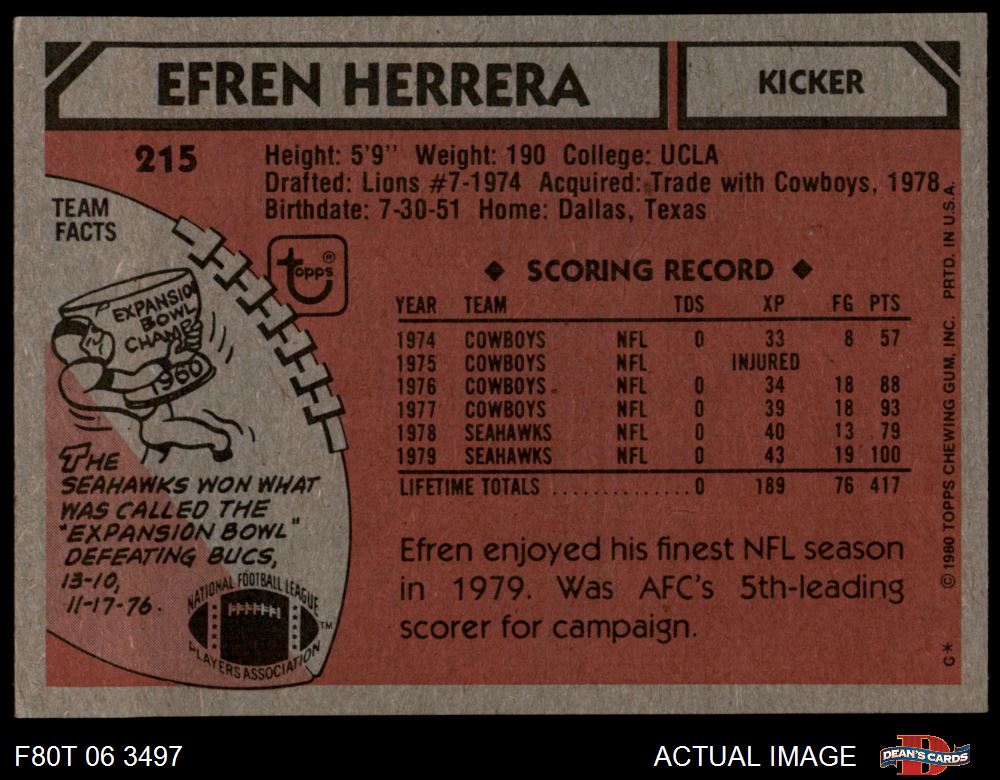 EFREN HERRERA
KICKER
215
Height: 5'9" Weight: 190 College: UCLA
Drafted: Lions #7-1974 Acquired: Trade with Cowboys, 1978
Birthdate: 7-30-51 Home: Dallas, Texas
TEAM
FACTS
EXPANSION
BOWL
CHAMP
1960
THE
SEAHAWKS WON WHAT
WAS CALLED THE
"EXPANSION BOWL"
DEFEATING BUCS,
13-10,
11-17-76.
NATIONAL FOOTBALL LEAGUE
PLAYERS ASSOCIATION
TM
topps®
◆ SCORING RECORD ◆
YEAR TEAM TDS XP FG PTS
1974 COWBOYS NFL 0 33 8 57
1975 COWBOYS NFL INJURED
1976 COWBOYS NFL 0 34 18 88
1977 COWBOYS NFL 0 39 18 93
1978 SEAHAWKS NFL 0 40 13 79
1979 SEAHAWKS NFL 0 43 19 100
LIFETIME TOTALS ..............0 189 76 417
Efren enjoyed his finest NFL season
in 1979. Was AFC's 5th-leading
scorer for campaign.
G* © 1980 TOPPS CHEWING GUM, INC. PRTD. IN U.S.A.
F80T 06 3497
ACTUAL IMAGE
DEAN'S CARDS